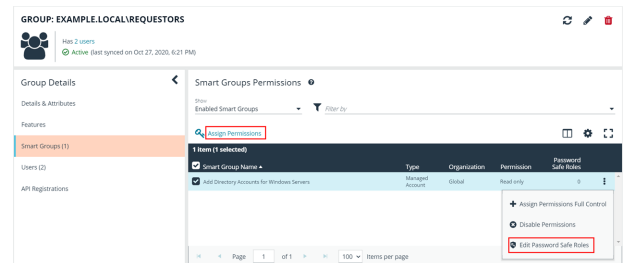 GROUP: EXAMPLE.LOCAL\REQUESTORS
Has 2 users
Active (last synced on Oct 27, 2020, 6:21 PM)
Group Details
Details & Attributes
Features
Smart Groups (1)
Users (2)
API Registrations
Smart Groups Permissions
Show
Enabled Smart Groups
Filter by
Assign Permissions
1 item (1 selected)
Smart Group Name Type Organization Permission Password Safe Roles
Add Directory Accounts for Windows Servers Managed Account Global Read only 0
Assign Permissions Full Control
Disable Permissions
Edit Password Safe Roles
Page 1 of 1 100 Items per page